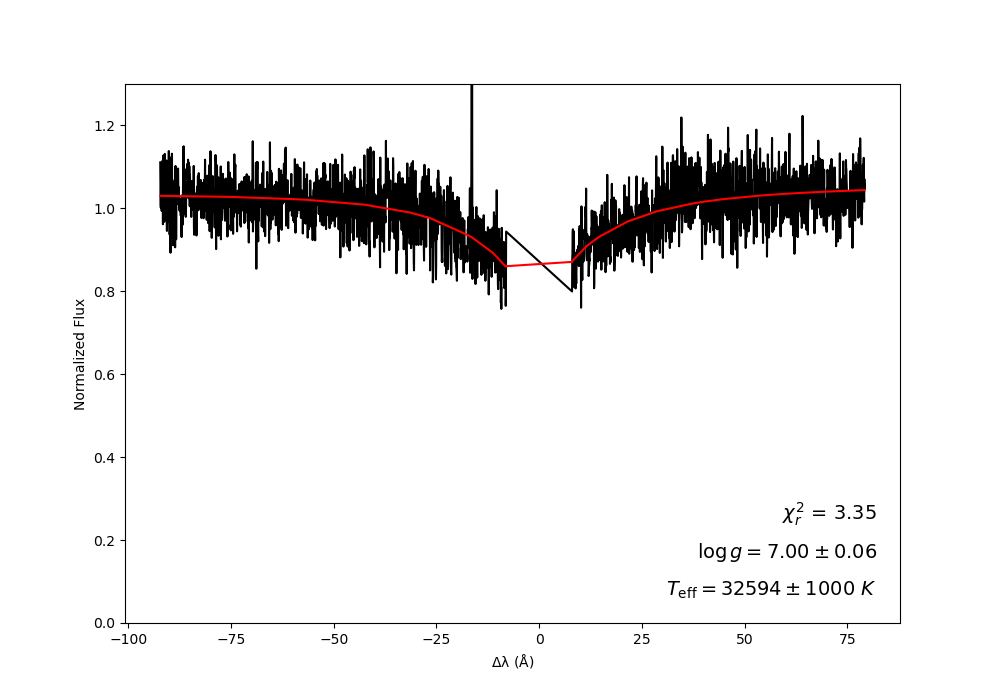 1.2
1.0
0.8
0.6
0.4
0.2
0.0
Normalized Flux
χ²ᵣ = 3.35
log g = 7.00 ± 0.06
T_eff = 32594 ± 1000 K
−100 −75 −50 −25 0 25 50 75
Δλ (Å)